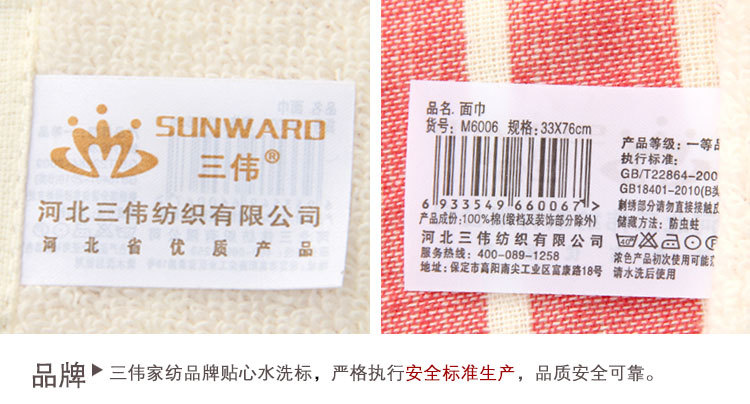 SUNWARD
三伟®
河北三伟纺织有限公司
河北省优质产品
品名.面巾
货号:M6006 规格:33X76cm
6 933549 660067
产品成份:100%棉(缎档及装饰部分除外)
河北三伟纺织有限公司
服务热线:400-089-1258
地址:保定市高阳庞尖工业区富康路18号
产品等级:一等品
执行标准:
GB/T22864-200
GB18401-2010(B
刺绣部分请勿直接接触皮
储藏方法:防虫蛀
浓色产品初次使用可能
请水洗后使用
品牌▶三伟家纺品牌贴心水洗标，严格执行安全标准生产，品质安全可靠。